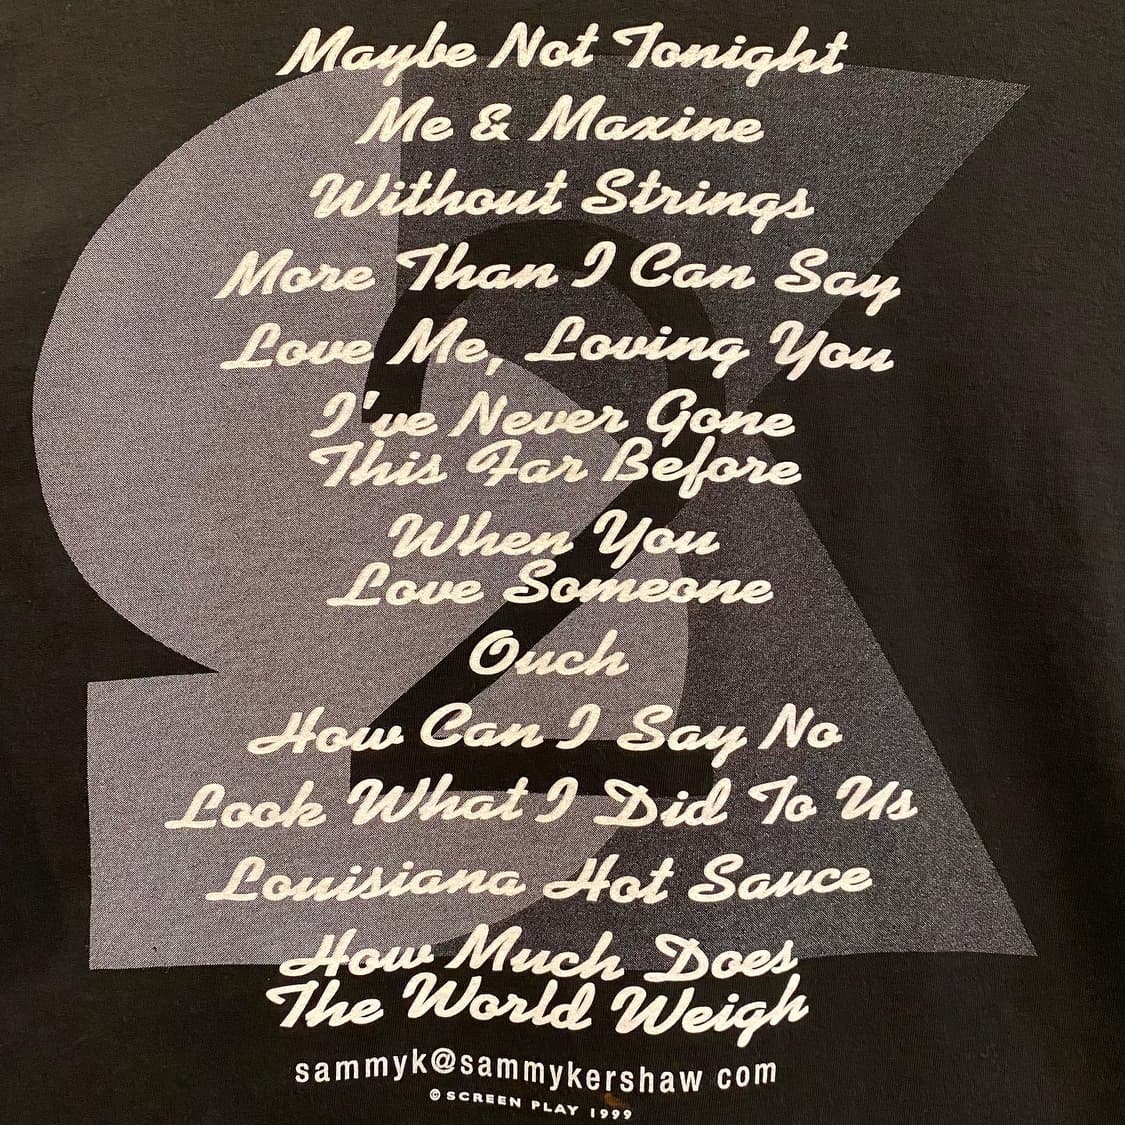 Maybe Not Tonight
Me & Maxine
Without Strings
More Than I Can Say
Love Me, Loving You
I've Never Gone
This Far Before
When You
Love Someone
Ouch
How Can I Say No
Look What I Did To Us
Louisiana Hot Sauce
How Much Does
The World Weigh
sammyk@sammykershaw com
© SCREEN PLAY 1999